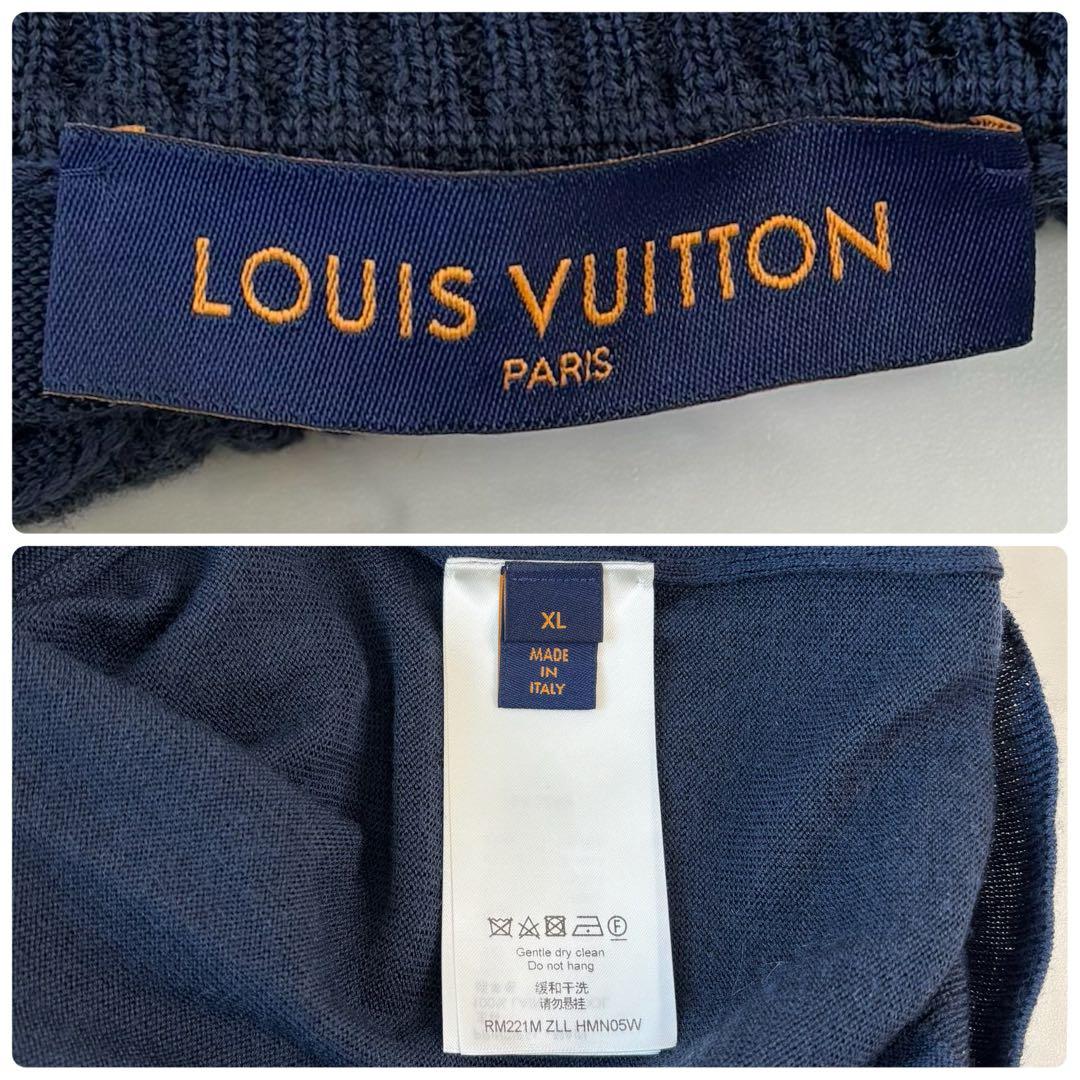 LOUIS VUITTON
PARIS
XL
MADE
IN
ITALY
Gentle dry clean
Do not hang
缓和干洗
请勿悬挂
RM221M ZLL HMN05W